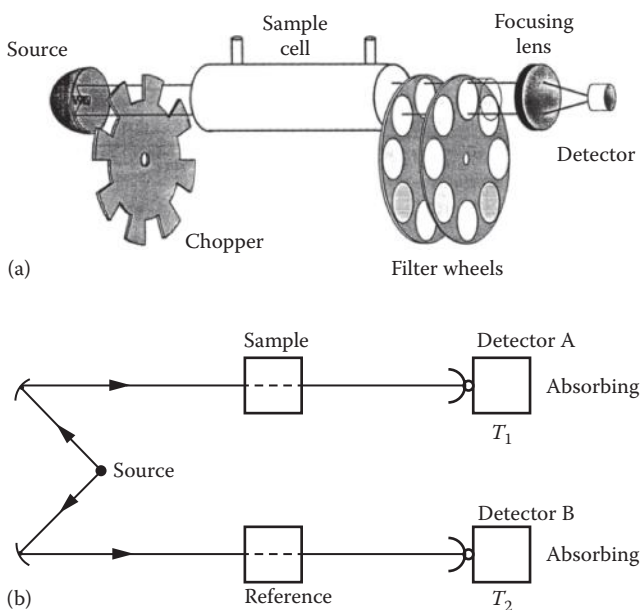 Source
Sample
cell
Focusing
lens
Detector
Chopper
Filter wheels
(a)
Sample
Detector A
Absorbing
T1
Source
Detector B
Absorbing
T2
Reference
(b)